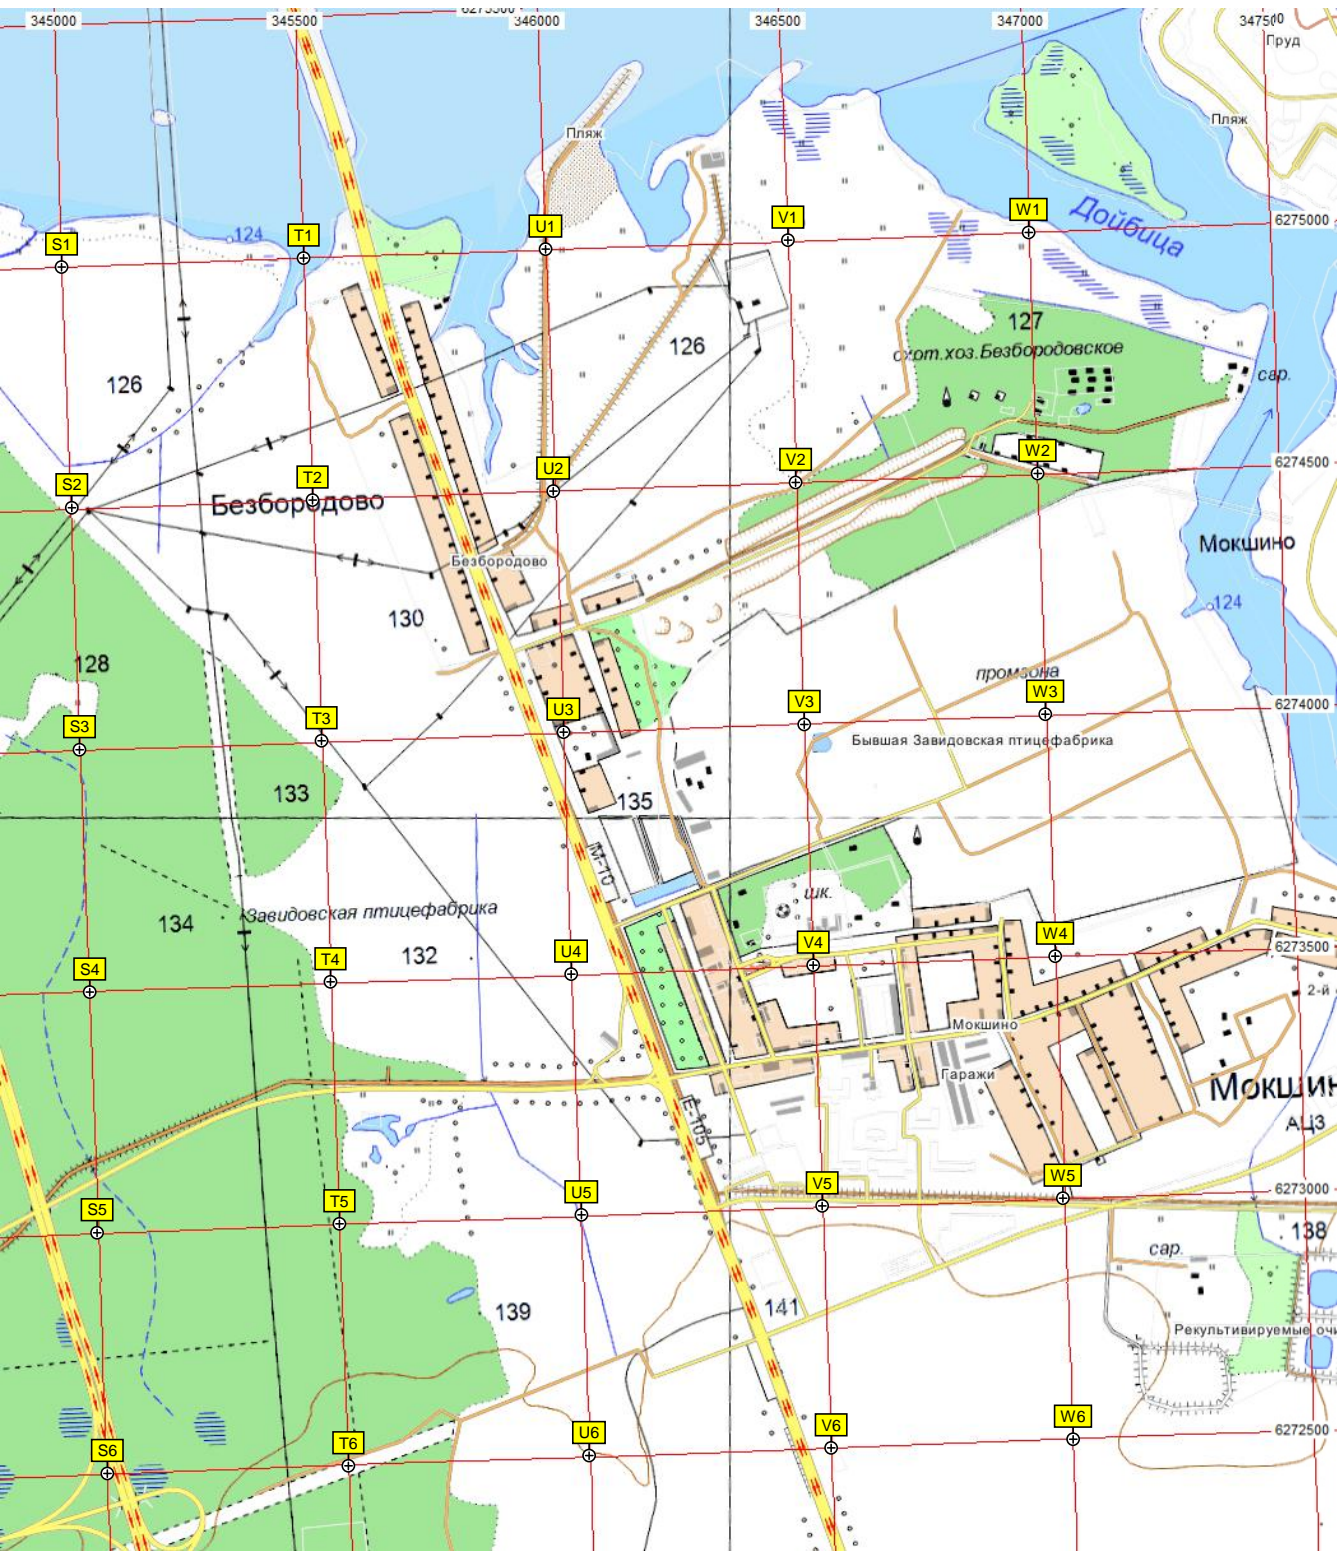 6275500
345000 345500 346000 346500 347000
Пруд
Пляж
Пляж
Дойбица
124
S1 T1 U1 V1 W1
6275000
126
126
127
охот.хоз.Безбородовское
сар.
S2 T2 U2 V2 W2
6274500
Безбородово
Безбородово
Мокшино
124
130
128
промзона
S3 T3 U3 V3 W3
6274000
Бывшая Завидовская птицефабрика
133
135
М-10
шк.
134
Завидовская птицефабрика
132
S4 T4 U4 V4 W4
6273500
2-й
Мокшино
Гаражи
АЦЗ
Е-105
S5 T5 U5 V5 W5
6273000
138
сар.
139
141
Рекультивируемые
S6 T6 U6 V6 W6
6272500